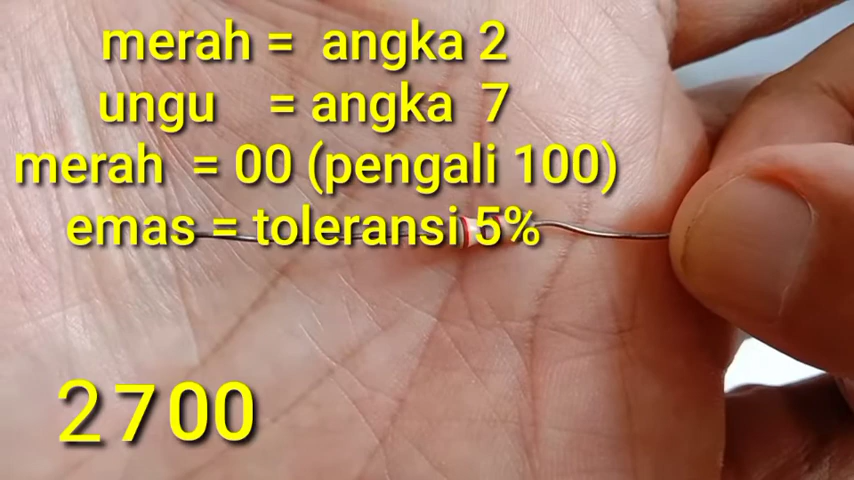 merah = angka 2
ungu = angka 7
merah = 00 (pengali 100)
emas = toleransi 5%
2700